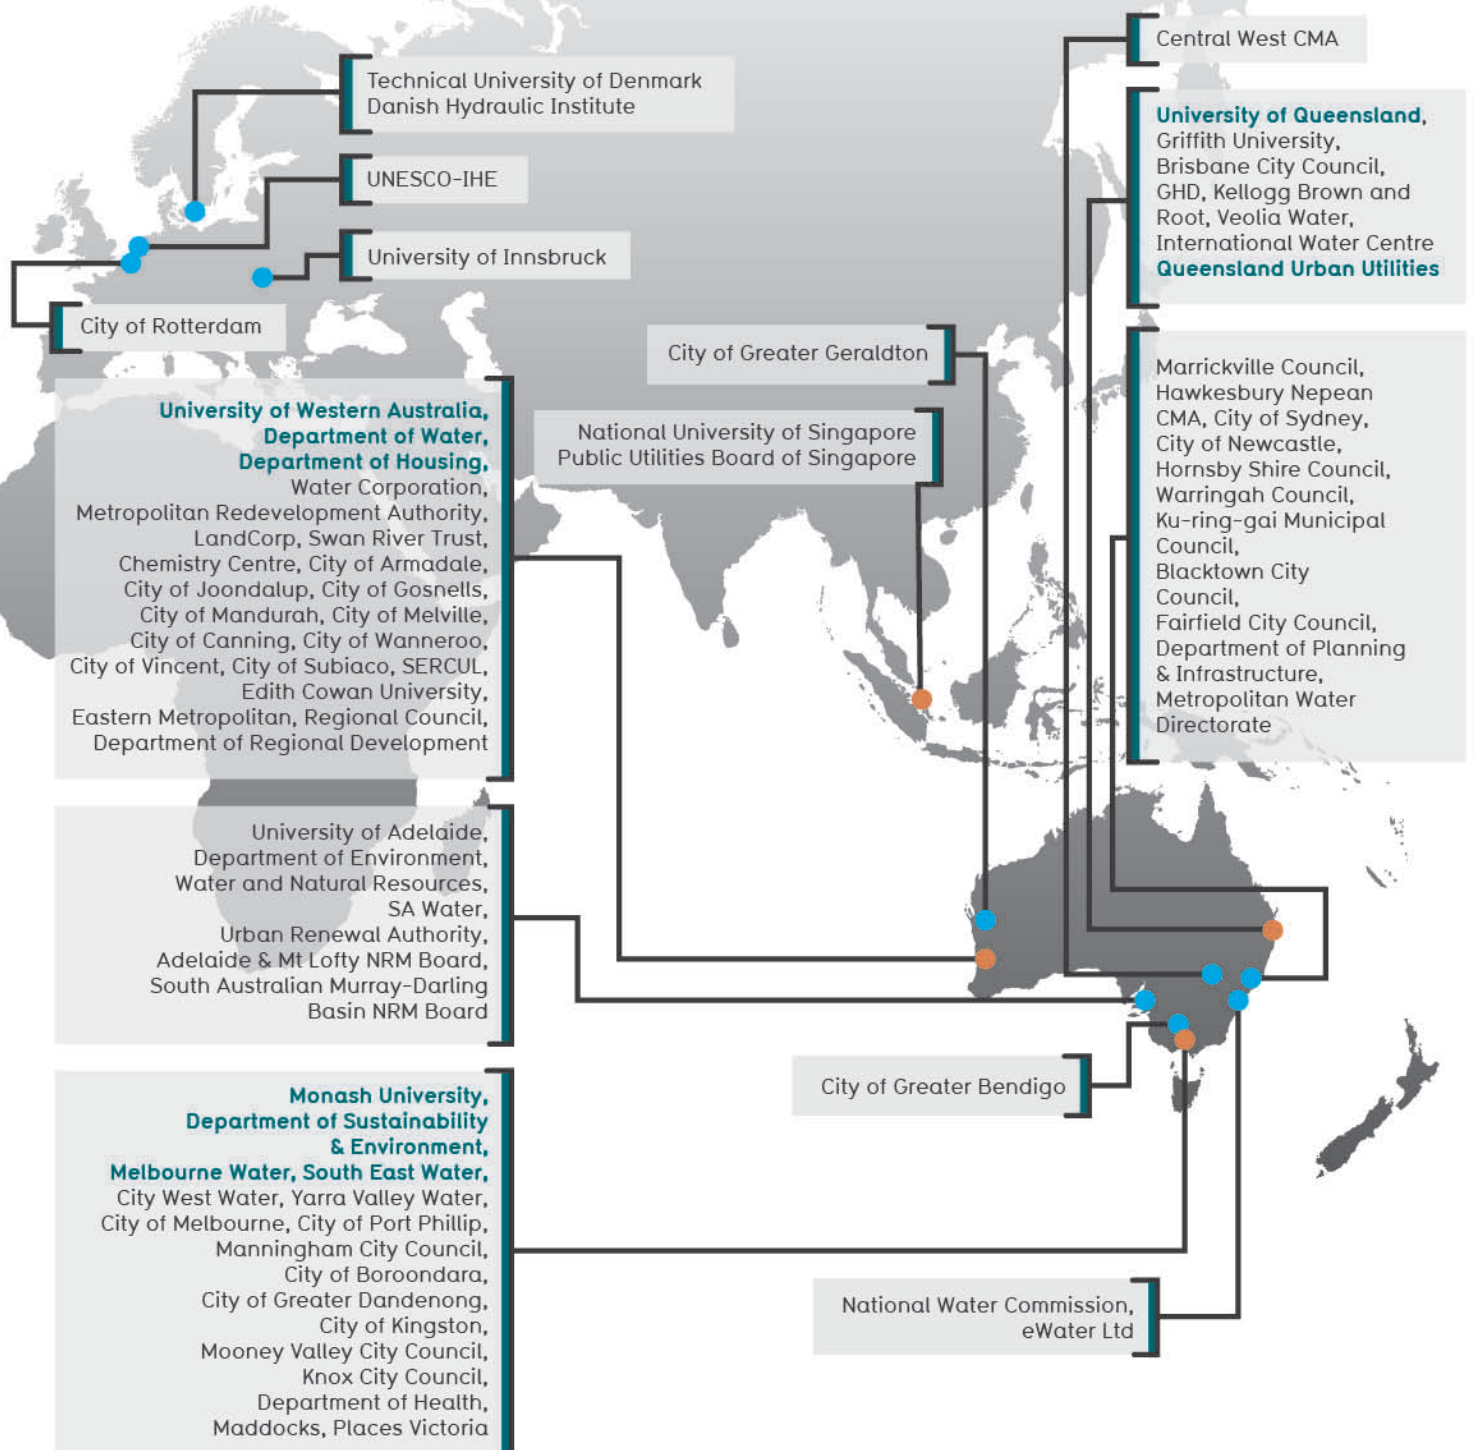 Technical University of Denmark
Danish Hydraulic Institute
UNESCO-IHE
University of Innsbruck
City of Rotterdam
University of Western Australia,
Department of Water,
Department of Housing,
Water Corporation,
Metropolitan Redevelopment Authority,
LandCorp, Swan River Trust,
Chemistry Centre, City of Armadale,
City of Joondalup, City of Gosnells,
City of Mandurah, City of Melville,
City of Canning, City of Wanneroo,
City of Vincent, City of Subiaco, SERCUL,
Edith Cowan University,
Eastern Metropolitan, Regional Council,
Department of Regional Development
University of Adelaide,
Department of Environment,
Water and Natural Resources,
SA Water,
Urban Renewal Authority,
Adelaide & Mt Lofty NRM Board,
South Australian Murray-Darling
Basin NRM Board
Monash University,
Department of Sustainability
& Environment,
Melbourne Water, South East Water,
City West Water, Yarra Valley Water,
City of Melbourne, City of Port Phillip,
Manningham City Council,
City of Boroondara,
City of Greater Dandenong,
City of Kingston,
Mooney Valley City Council,
Knox City Council,
Department of Health,
Maddocks, Places Victoria
City of Greater Geraldton
National University of Singapore
Public Utilities Board of Singapore
City of Greater Bendigo
National Water Commission,
eWater Ltd
Central West CMA
University of Queensland,
Griffith University,
Brisbane City Council,
GHD, Kellogg Brown and
Root, Veolia Water,
International Water Centre
Queensland Urban Utilities
Marrickville Council,
Hawkesbury Nepean
CMA, City of Sydney,
City of Newcastle,
Hornsby Shire Council,
Warringah Council,
Ku-ring-gai Municipal
Council,
Blacktown City
Council,
Fairfield City Council,
Department of Planning
& Infrastructure,
Metropolitan Water
Directorate